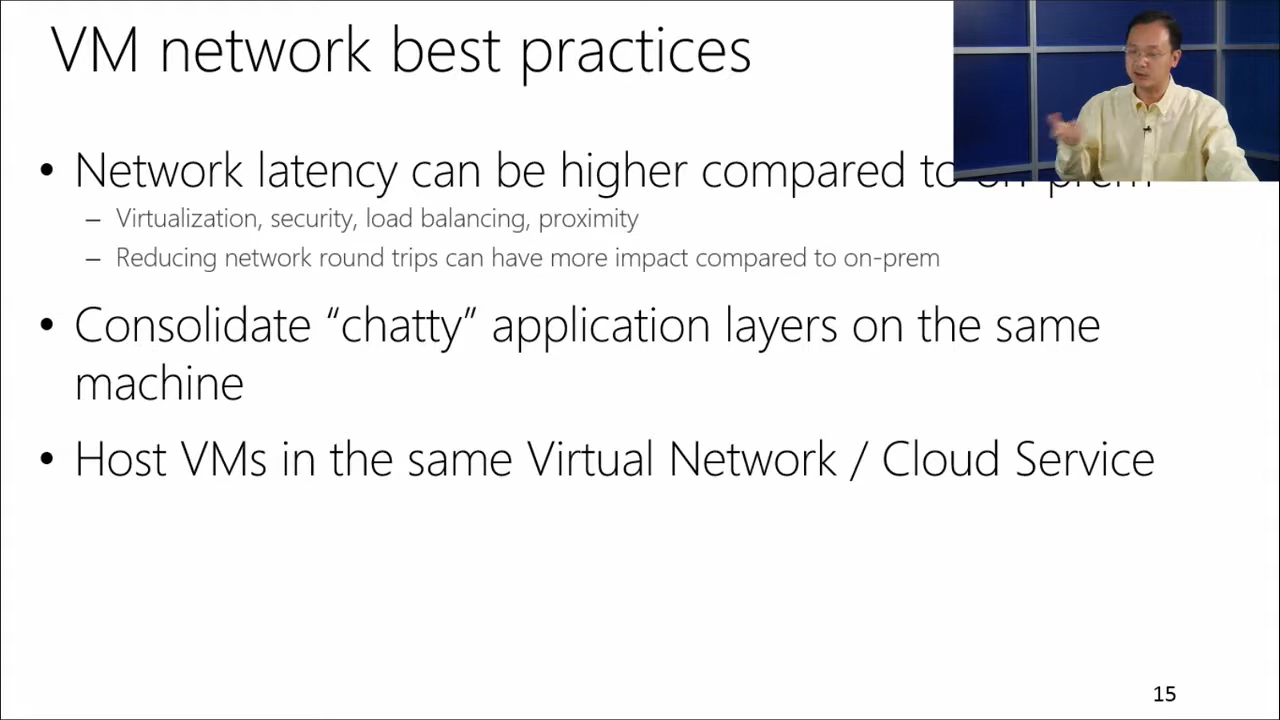 VM network best practices
• Network latency can be higher compared to on-prem
– Virtualization, security, load balancing, proximity
– Reducing network round trips can have more impact compared to on-prem
• Consolidate “chatty” application layers on the same
machine
• Host VMs in the same Virtual Network / Cloud Service
15